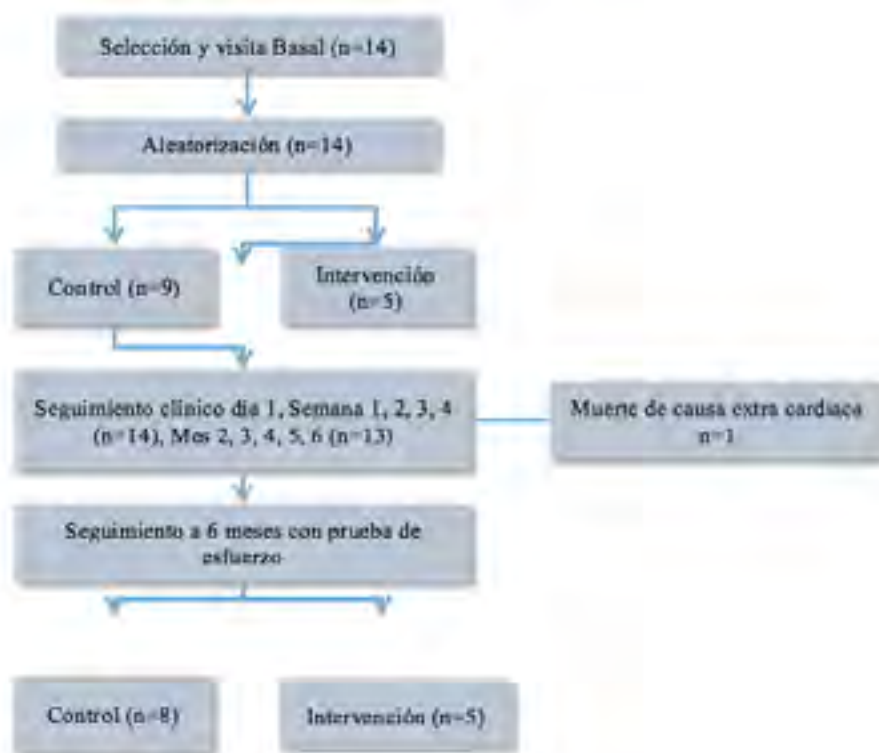 Selección y visita Basal (n=14)
Aleatorización (n=14)
Control (n=9)
Intervención
(n=5)
Seguimiento clínico día 1, Semana 1, 2, 3, 4
(n=14), Mes 2, 3, 4, 5, 6 (n=13)
Muerte de causa extra cardiaca
n=1
Seguimiento a 6 meses con prueba de
esfuerzo
Control (n=8)
Intervención (n=5)